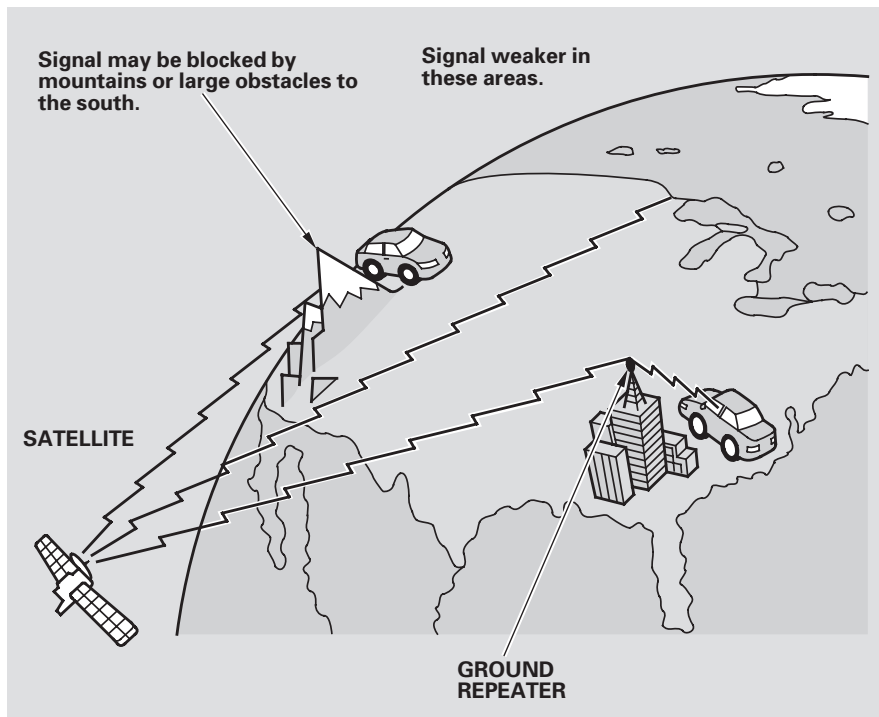 Signal may be blocked by
mountains or large obstacles to
the south.
Signal weaker in
these areas.
SATELLITE
GROUND
REPEATER